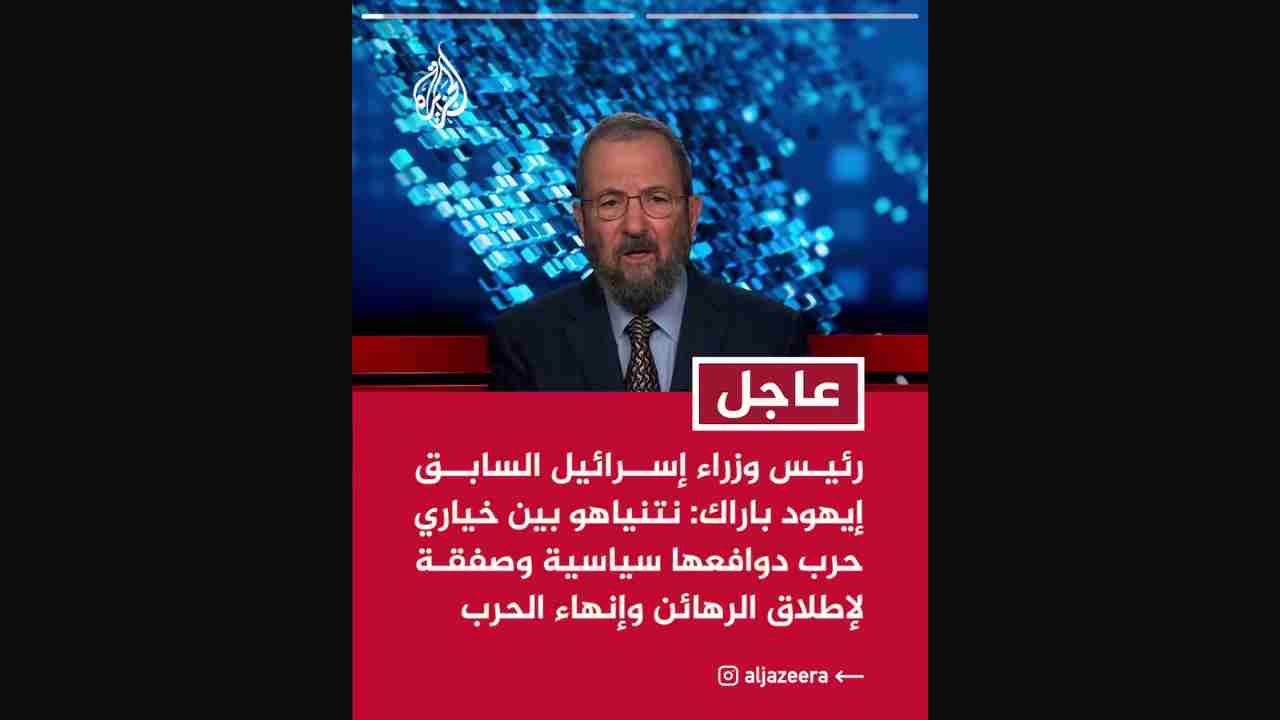 الجزيرة
عاجل
رئيس وزراء إسرائيل السابق
إيهود باراك: نتنياهو بين خياري
حرب دوافعها سياسية وصفقة
لإطلاق الرهائن وإنهاء الحرب
aljazeera